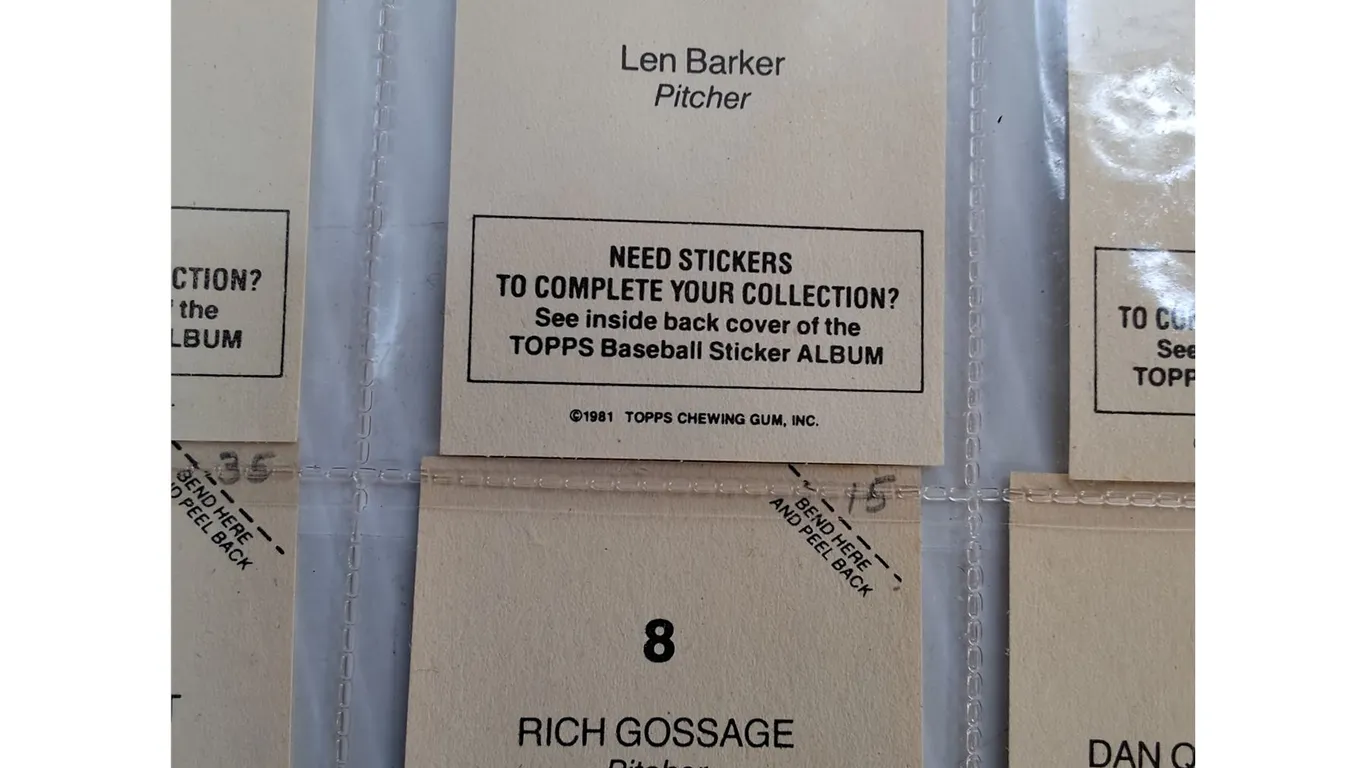 Len Barker
Pitcher
NEED STICKERS
TO COMPLETE YOUR COLLECTION?
See inside back cover of the
TOPPS Baseball Sticker ALBUM
©1981 TOPPS CHEWING GUM, INC.
CTION?
the
LBUM
TO CO
See
TOPP
35
BEND HERE
D PEEL BACK
15
BEND HERE
AND PEEL BACK
8
RICH GOSSAGE
Pitcher
DAN Q